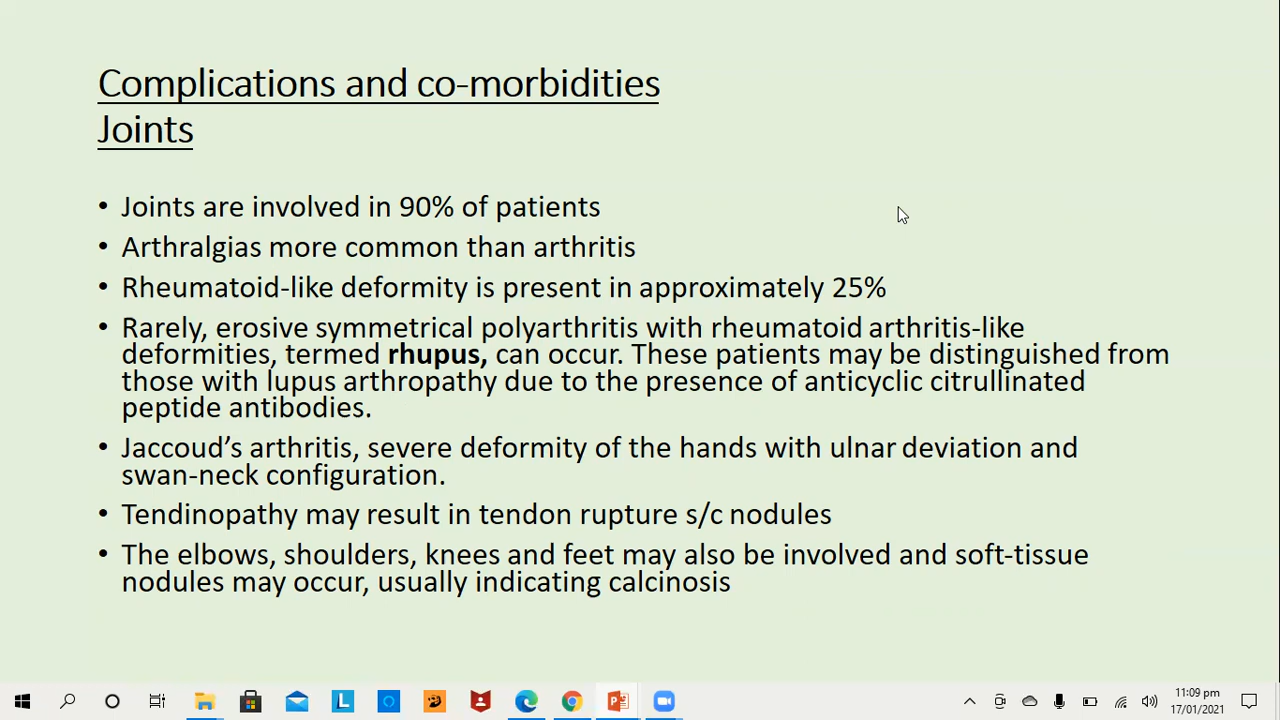 Complications and co-morbidities
Joints
• Joints are involved in 90% of patients
• Arthralgias more common than arthritis
• Rheumatoid-like deformity is present in approximately 25%
• Rarely, erosive symmetrical polyarthritis with rheumatoid arthritis-like
deformities, termed rhupus, can occur. These patients may be distinguished from
those with lupus arthropathy due to the presence of anticyclic citrullinated
peptide antibodies.
• Jaccoud’s arthritis, severe deformity of the hands with ulnar deviation and
swan-neck configuration.
• Tendinopathy may result in tendon rupture s/c nodules
• The elbows, shoulders, knees and feet may also be involved and soft-tissue
nodules may occur, usually indicating calcinosis
L
11:09 pm
17/01/2021